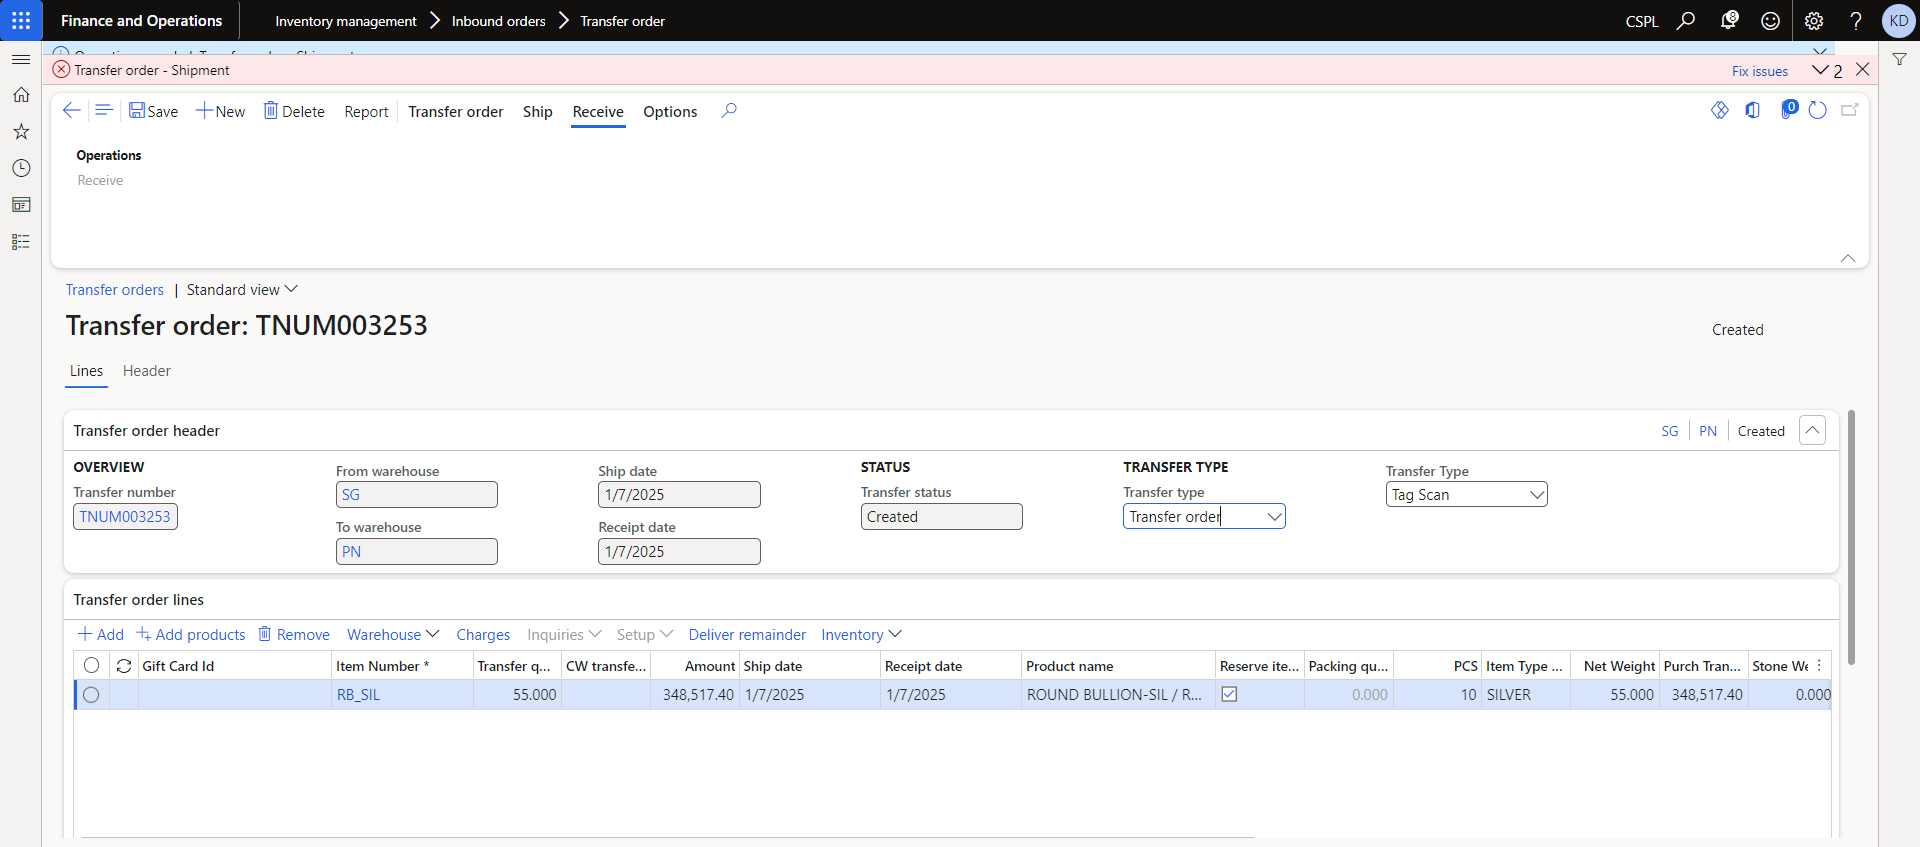 Finance and Operations
Inventory management
Inbound orders
Transfer order
CSPL
8
KD
Transfer order - Shipment
Fix issues
2
Save
New
Delete
Report
Transfer order
Ship
Receive
Options
0
Operations
Receive
Transfer orders | Standard view
Transfer order: TNUM003253
Created
Lines
Header
Transfer order header
SG
PN
Created
OVERVIEW
Transfer number
TNUM003253
From warehouse
SG
To warehouse
PN
Ship date
1/7/2025
Receipt date
1/7/2025
STATUS
Transfer status
Created
TRANSFER TYPE
Transfer type
Transfer order
Transfer Type
Tag Scan
Transfer order lines
Add
Add products
Remove
Warehouse
Charges
Inquiries
Setup
Deliver remainder
Inventory
Gift Card Id
Item Number *
Transfer q...
CW transfe...
Amount
Ship date
Receipt date
Product name
Reserve ite...
Packing qu...
PCS
Item Type ...
Net Weight
Purch Tran...
Stone We
RB_SIL
55.000
348,517.40
1/7/2025
1/7/2025
ROUND BULLION-SIL / R...
0.000
10
SILVER
55.000
348,517.40
0.000